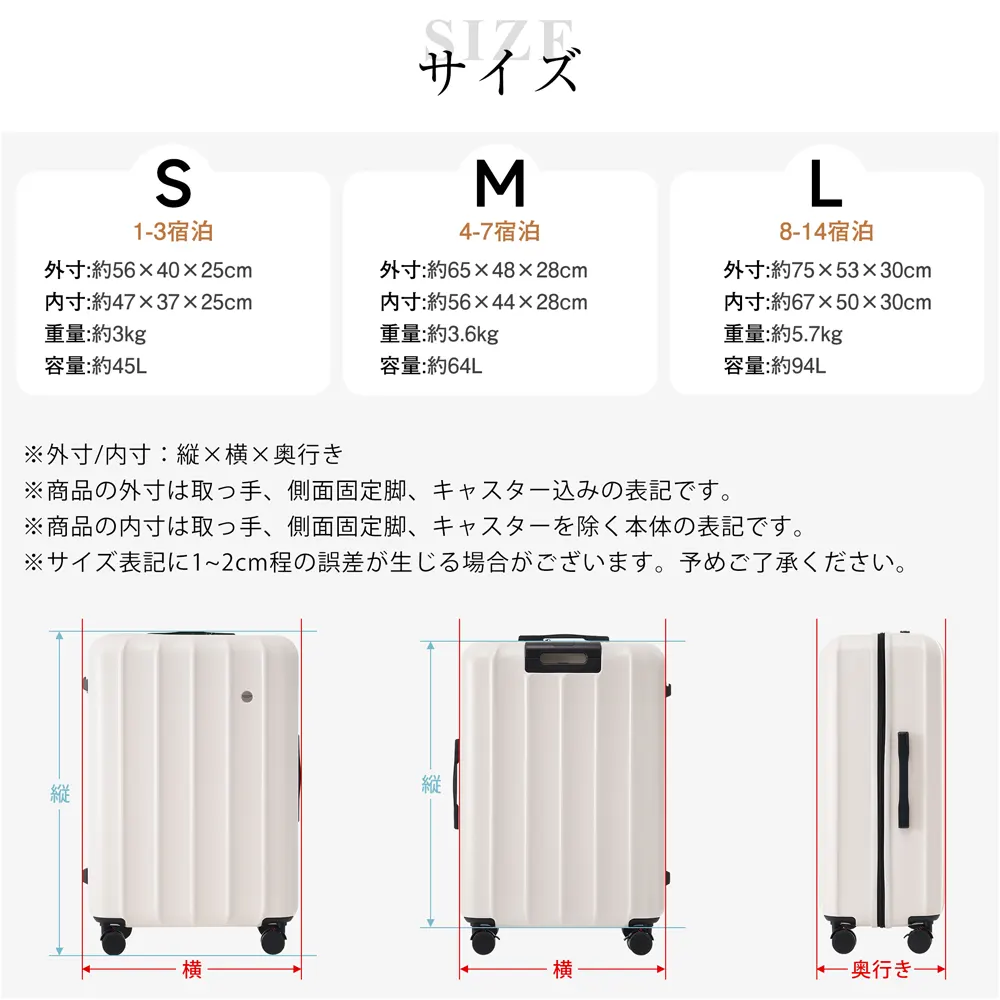 SIZE
サイズ
S
1-3宿泊
外寸:約56×40×25cm
内寸:約47×37×25cm
重量:約3kg
容量:約45L
M
4-7宿泊
外寸:約65×48×28cm
内寸:約56×44×28cm
重量:約3.6kg
容量:約64L
L
8-14宿泊
外寸:約75×53×30cm
内寸:約67×50×30cm
重量:約5.7kg
容量:約94L
※外寸/内寸：縦×横×奥行き
※商品の外寸は取っ手、側面固定脚、キャスター込みの表記です。
※商品の内寸は取っ手、側面固定脚、キャスターを除く本体の表記です。
※サイズ表記に1~2cm程の誤差が生じる場合がございます。予めご了承ください。
縦
横
縦
横
奥行き